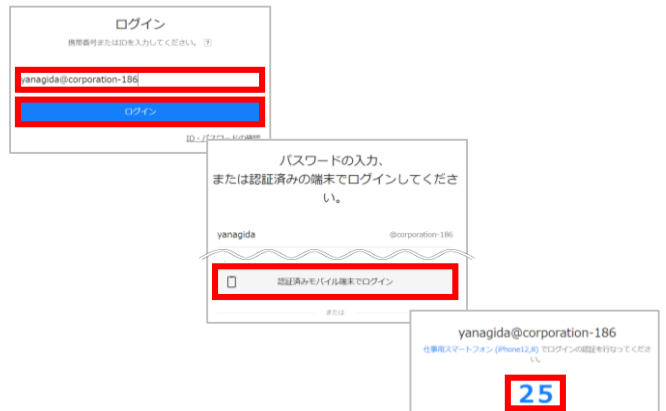 ログイン
携帯番号またはIDを入力してください。 ?
yanagida@corporation-186
ログイン
ID・パスワードの確認
パスワードの入力、
または認証済みの端末でログインしてくださ
い。
yanagida @corporation-186
認証済みモバイル端末でログイン
または
yanagida@corporation-186
仕事用スマートフォン (iPhone12,8) でログインの認証を行なってくださ
い。
25